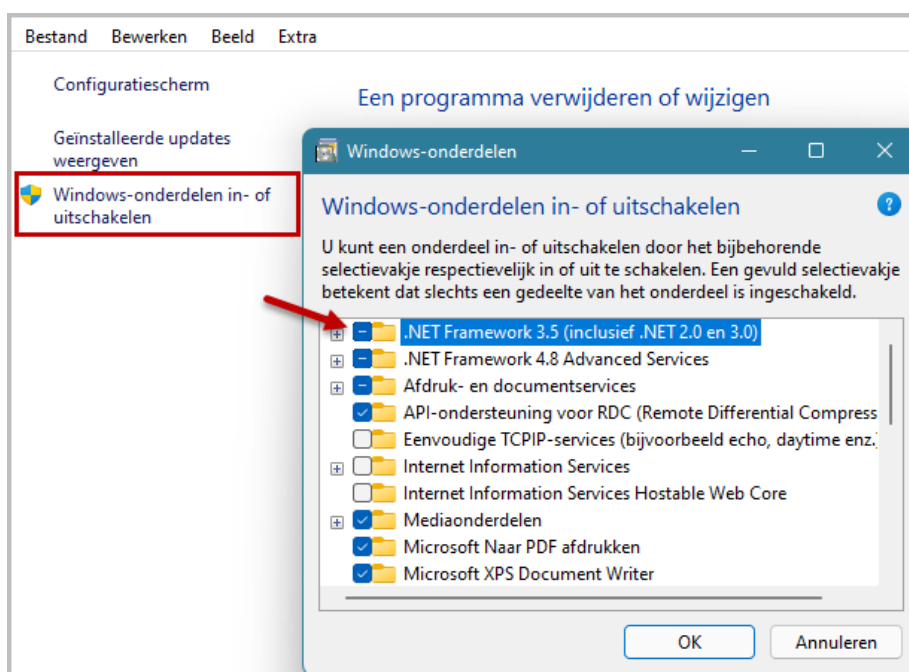 Bestand Bewerken Beeld Extra
Configuratiescherm
Een programma verwijderen of wijzigen
Geïnstalleerde updates
weergeven
Windows-onderdelen in- of
uitschakelen
Windows-onderdelen
Windows-onderdelen in- of uitschakelen
U kunt een onderdeel in- of uitschakelen door het bijbehorende
selectievakje respectievelijk in of uit te schakelen. Een gevuld selectievakje
betekent dat slechts een gedeelte van het onderdeel is ingeschakeld.
.NET Framework 3.5 (inclusief .NET 2.0 en 3.0)
.NET Framework 4.8 Advanced Services
Afdruk- en documentservices
API-ondersteuning voor RDC (Remote Differential Compress
Eenvoudige TCPIP-services (bijvoorbeeld echo, daytime enz.
Internet Information Services
Internet Information Services Hostable Web Core
Mediaonderdelen
Microsoft Naar PDF afdrukken
Microsoft XPS Document Writer
OK Annuleren